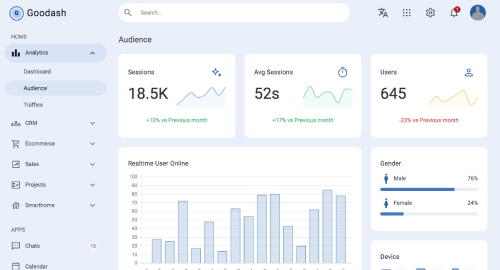 Goodash
Search...
1
HOME
Analytics
Dashboard
Audience
Traffics
CRM
Ecommerce
Sales
Projects
Smarthome
APPS
Chats
12
Calendar
Audience
Sessions
18.5K
+10% vs Previous month
Avg Sessions
52s
+17% vs Previous month
Users
645
-23% vs Previous month
Realtime User Online
100
90
80
70
60
50
40
30
20
10
0
Gender
Male
76%
Female
24%
Device